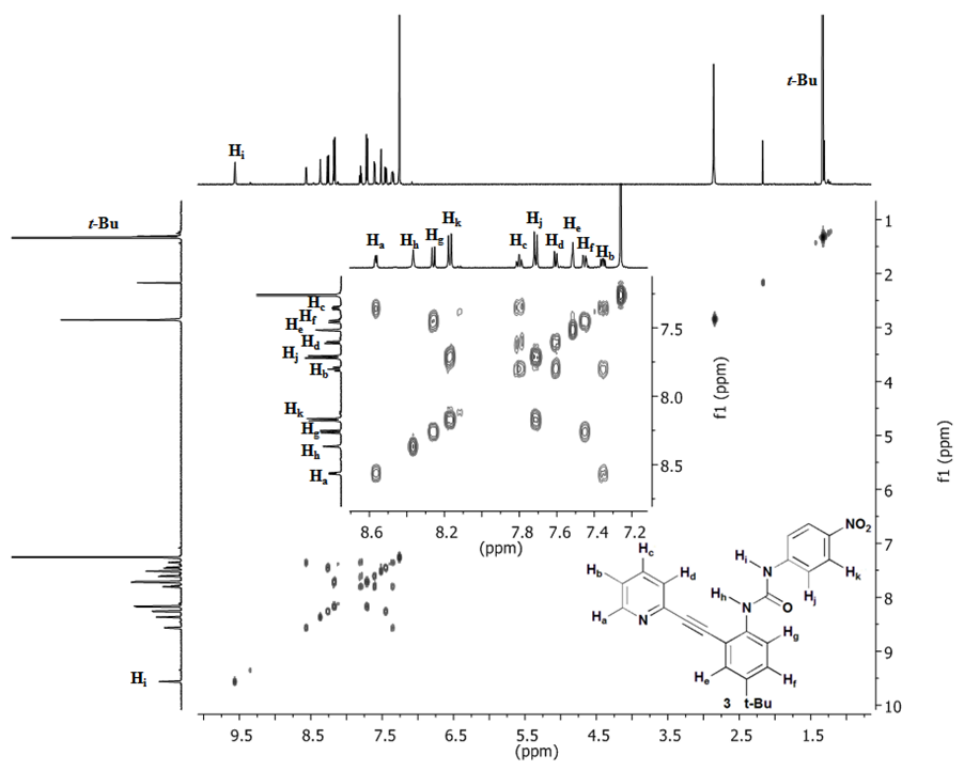 t-Bu
Hi
t-Bu
Hk
Hj
He
Ha
Hh
Hg
Hc
Hd
Hf
Hb
Hc
Hf
He
Hd
Hj
Hb
Hk
Hg
Hh
Ha
7.5
8.0
8.5
f1 (ppm)
8.6 8.4 8.2 8.0 7.8 7.6 7.4 7.2
(ppm)
1
2
3
4
5
6
7
8
9
10
f1 (ppm)
Hi
NO2
Hc
Hi
Hb
Hd
N
Hk
Hh
N
Hj
Ha
N
O
Hg
He
Hf
3 t-Bu
9.5 8.5 7.5 6.5 5.5 4.5 3.5 2.5 1.5
(ppm)